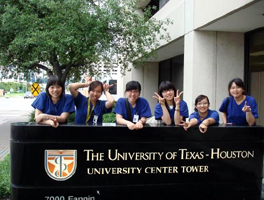 THE UNIVERSITY OF TEXAS - HOUSTON
UNIVERSITY CENTER TOWER
7000 Fannin